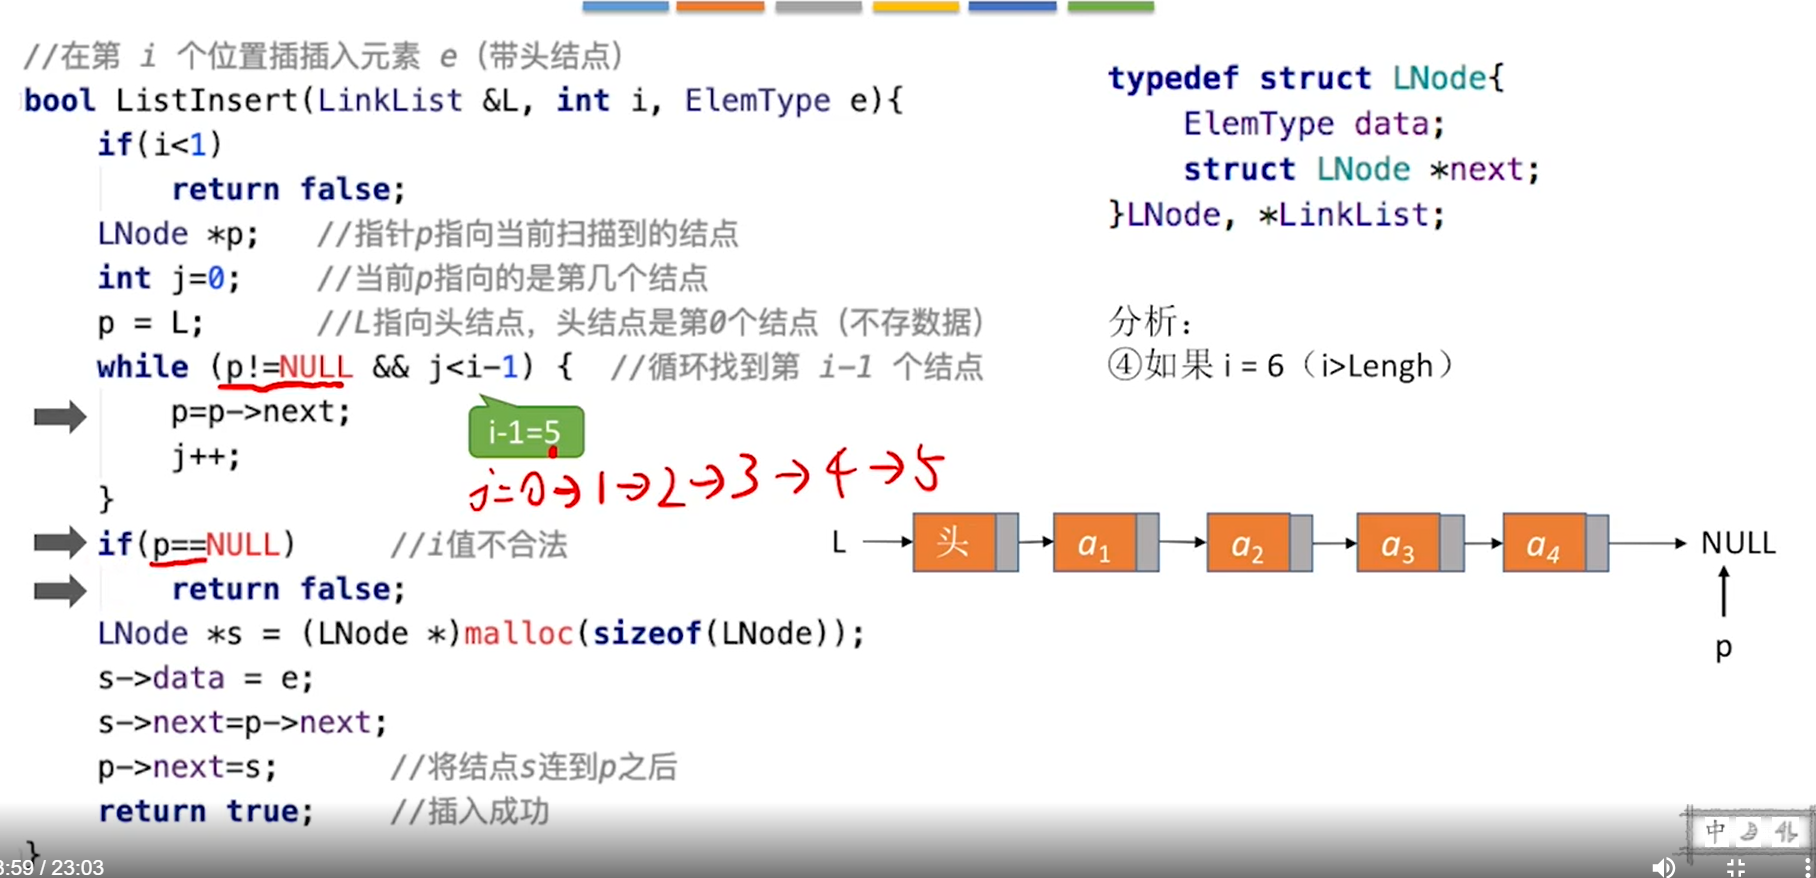 //在第 i 个位置插插入元素 e（带头结点）
bool ListInsert(LinkList &L, int i, ElemType e){
if(i<1)
return false;
LNode *p; //指针p指向当前扫描到的结点
int j=0; //当前p指向的是第几个结点
p = L; //L指向头结点，头结点是第0个结点（不存数据）
while (p!=NULL && j<i-1) { //循环找到第 i-1 个结点
p=p->next;
j++;
}
if(p==NULL) //i值不合法
return false;
LNode *s = (LNode *)malloc(sizeof(LNode));
s->data = e;
s->next=p->next;
p->next=s; //将结点s连到p之后
return true; //插入成功
}
i-1=5
j=0→1→2→3→4→5
typedef struct LNode{
ElemType data;
struct LNode *next;
}LNode, *LinkList;
分析：
④如果 i = 6（i>Lengh）
L 头 a1 a2 a3 a4 NULL
p
:59 / 23:03
中